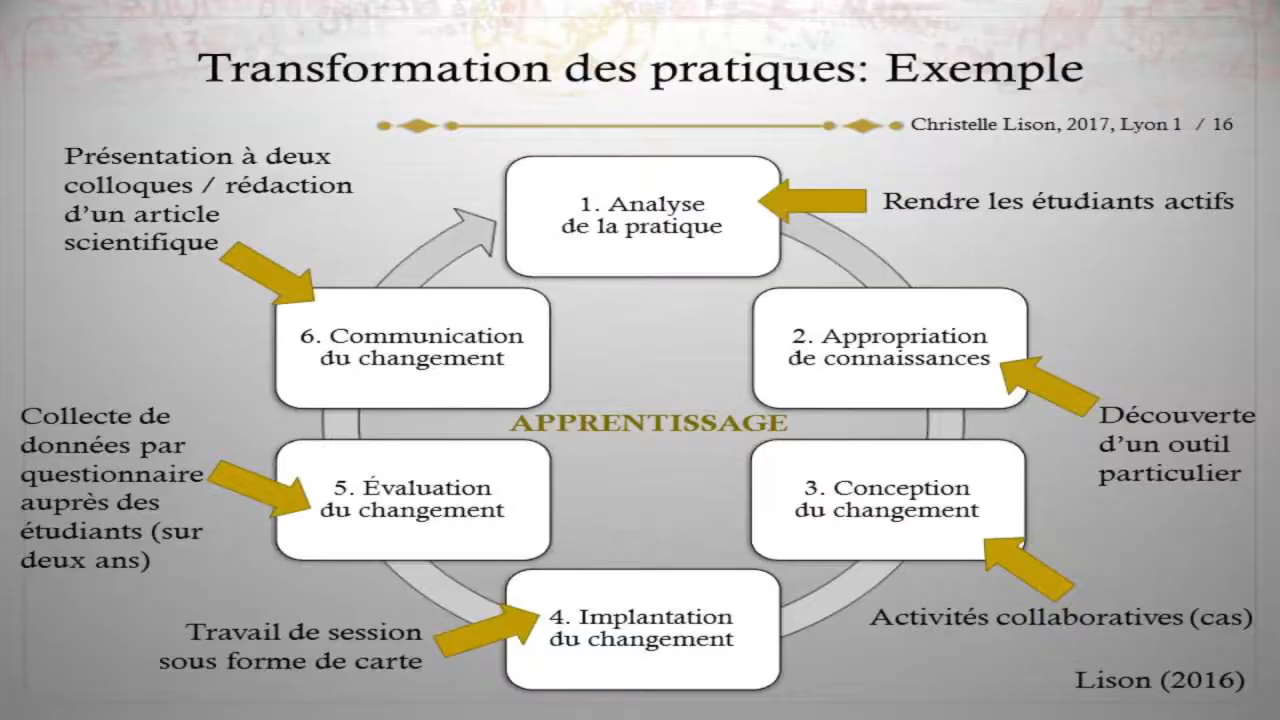 Transformation des pratiques: Exemple
Christelle Lison, 2017, Lyon 1 / 16
Présentation à deux
colloques / rédaction
d'un article
scientifique
1. Analyse
de la pratique
Rendre les étudiants actifs
6. Communication
du changement
2. Appropriation
de connaissances
APPRENTISSAGE
Collecte de
données par
questionnaire
auprès des
étudiants (sur
deux ans)
Découverte
d'un outil
particulier
5. Évaluation
du changement
3. Conception
du changement
4. Implantation
du changement
Activités collaboratives (cas)
Travail de session
sous forme de carte
Lison (2016)